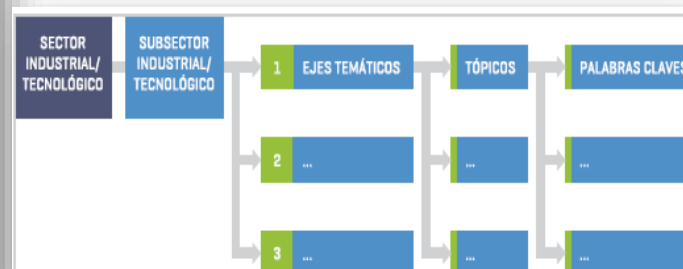 SECTOR
INDUSTRIAL/
TECNOLÓGICO
SUBSECTOR
INDUSTRIAL/
TECNOLÓGICO
1 EJES TEMÁTICOS
TÓPICOS
PALABRAS CLAVES
2 ...
...
...
3 ...
...
...